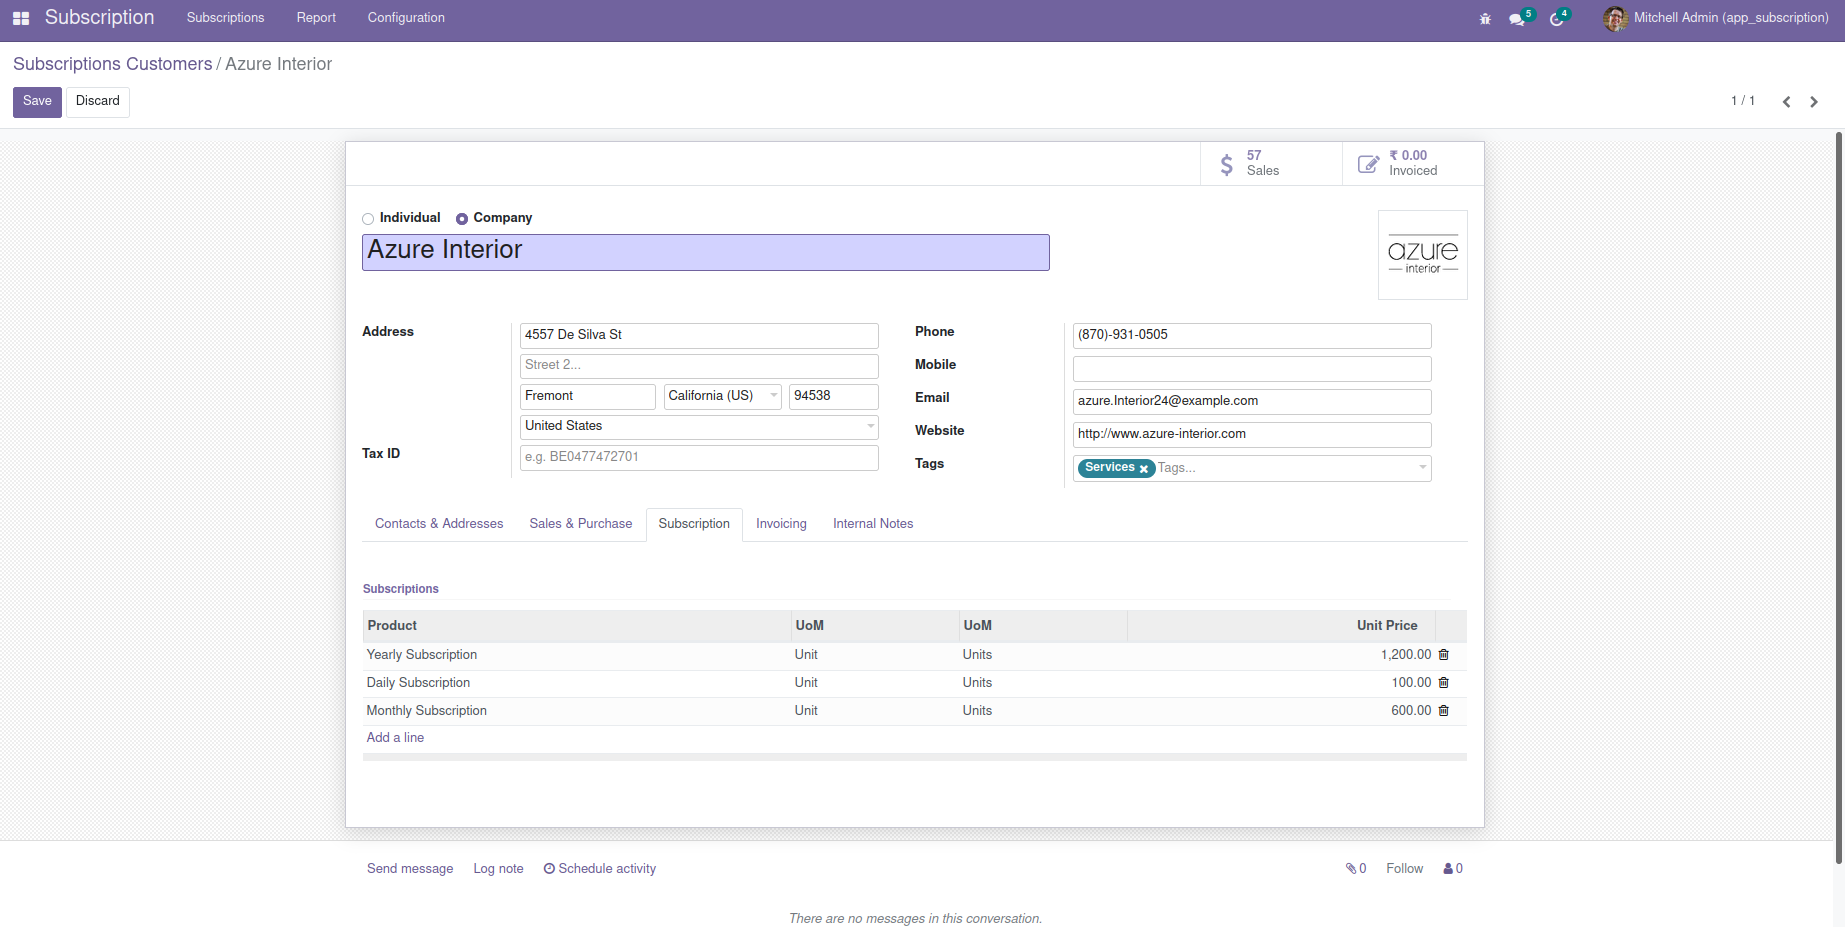 Subscription Subscriptions Report Configuration 5 4 Mitchell Admin (app_subscription)
Subscriptions Customers / Azure Interior
Save Discard 1 / 1
57 Sales
₹ 0.00 Invoiced
Individual Company
Azure Interior
azure
interior
Address 4557 De Silva St
Street 2...
Fremont California (US) 94538
United States
Tax ID e.g. BE0477472701
Phone (870)-931-0505
Mobile
Email azure.Interior24@example.com
Website http://www.azure-interior.com
Tags Services Tags...
Contacts & Addresses Sales & Purchase Subscription Invoicing Internal Notes
Subscriptions
Product UoM UoM Unit Price
Yearly Subscription Unit Units 1,200.00
Daily Subscription Unit Units 100.00
Monthly Subscription Unit Units 600.00
Add a line
Send message Log note Schedule activity 0 Follow 0
There are no messages in this conversation.